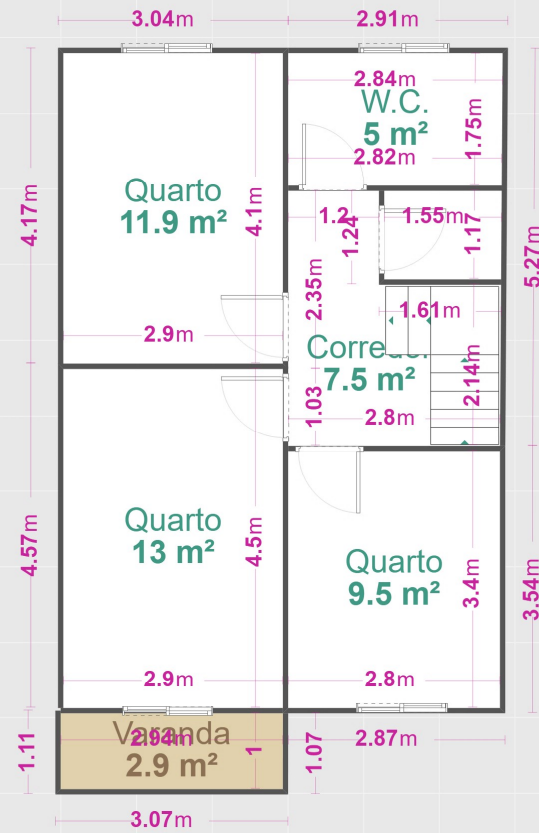 3.04m
2.91m
2.84m
W.C.
5 m²
2.82m
1.75m
4.17m
Quarto
11.9 m²
4.1m
2.9m
1.2
1.24
1.55m
1.17
5.27m
2.35m
1.61m
Corredor
7.5 m²
2.14m
1.03
2.8m
4.57m
Quarto
13 m²
4.5m
2.9m
Quarto
9.5 m²
3.4m
3.54m
2.8m
1.11
Varanda
2.94m
2.9 m²
1
1.07
2.87m
3.07m